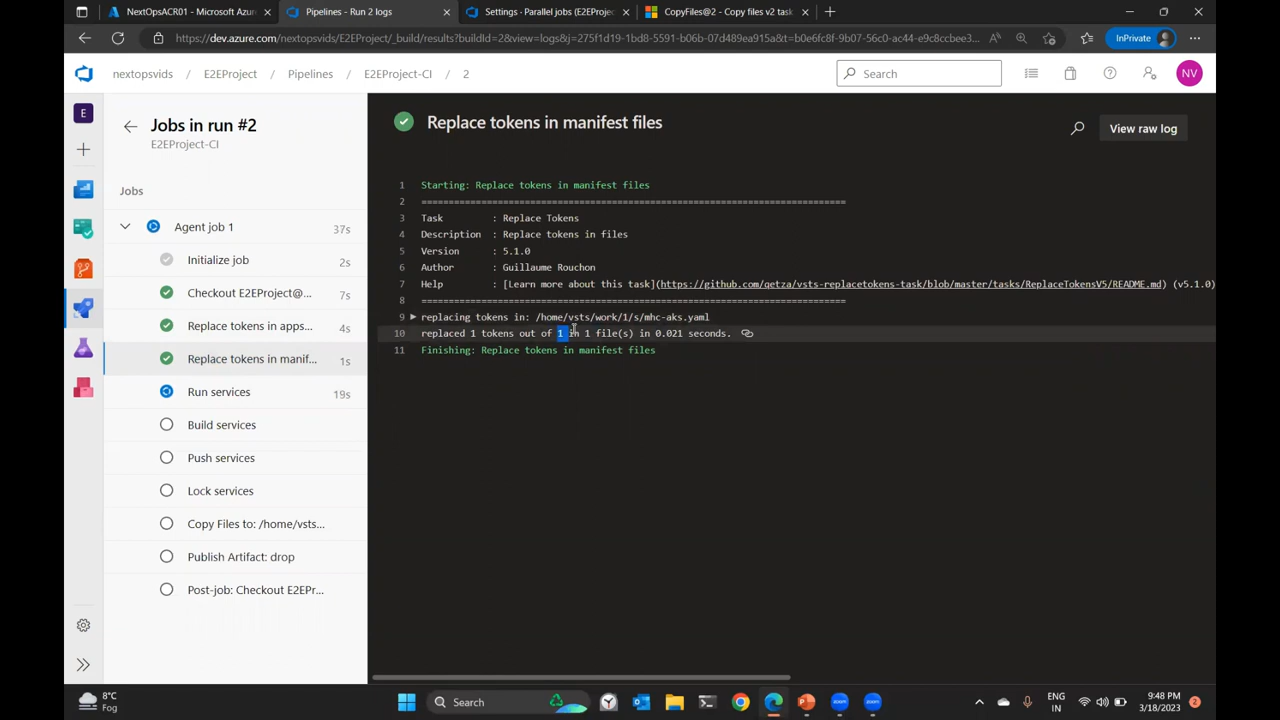 NextOpsACR01 - Microsoft Azur
Pipelines - Run 2 logs
Settings · Parallel jobs (E2EProjec
CopyFiles@2 - Copy files v2 task
https://dev.azure.com/nextopsvids/E2EProject/_build/results?buildId=2&view=logs&j=275f1d19-1bd8-5591-b06b-07d489ea915a&t=b0e6fc8f-9b07-56c0-ac44-e9c8ccbee3...
InPrivate
nextopsvids / E2EProject / Pipelines / E2EProject-CI / 2
Search
NV
E
Jobs in run #2
E2EProject-CI
Jobs
Agent job 1 37s
Initialize job 2s
Checkout E2EProject@... 7s
Replace tokens in apps... 4s
Replace tokens in manif... 1s
Run services 19s
Build services
Push services
Lock services
Copy Files to: /home/vsts...
Publish Artifact: drop
Post-job: Checkout E2EPr...
Replace tokens in manifest files
View raw log
1 Starting: Replace tokens in manifest files
2 ==============================================================================
3 Task : Replace Tokens
4 Description : Replace tokens in files
5 Version : 5.1.0
6 Author : Guillaume Rouchon
7 Help : [Learn more about this task](https://github.com/qetza/vsts-replacetokens-task/blob/master/tasks/ReplaceTokensV5/README.md) (v5.1.0)
8 ==============================================================================
9 replacing tokens in: /home/vsts/work/1/s/mhc-aks.yaml
10 replaced 1 tokens out of 1 in 1 file(s) in 0.021 seconds.
11 Finishing: Replace tokens in manifest files
8°C
Fog
Search
ENG
IN
9:48 PM
3/18/2023
2